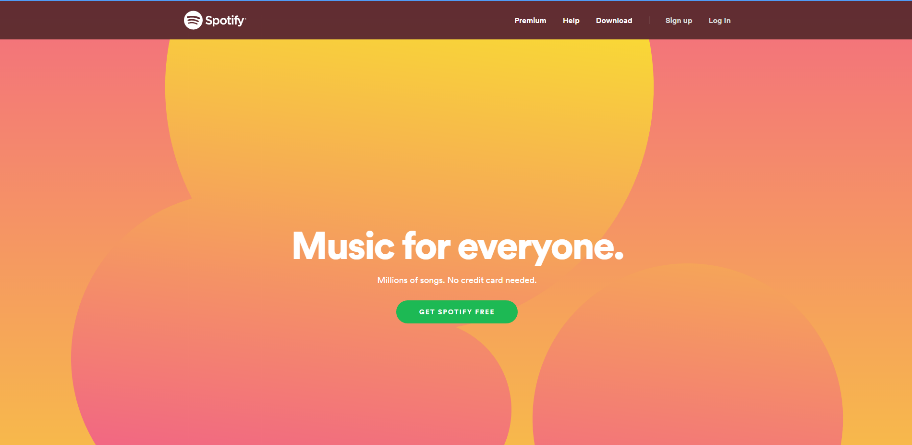 Spotify
Premium Help Download Sign up Log In
Music for everyone.
Millions of songs. No credit card needed.
GET SPOTIFY FREE